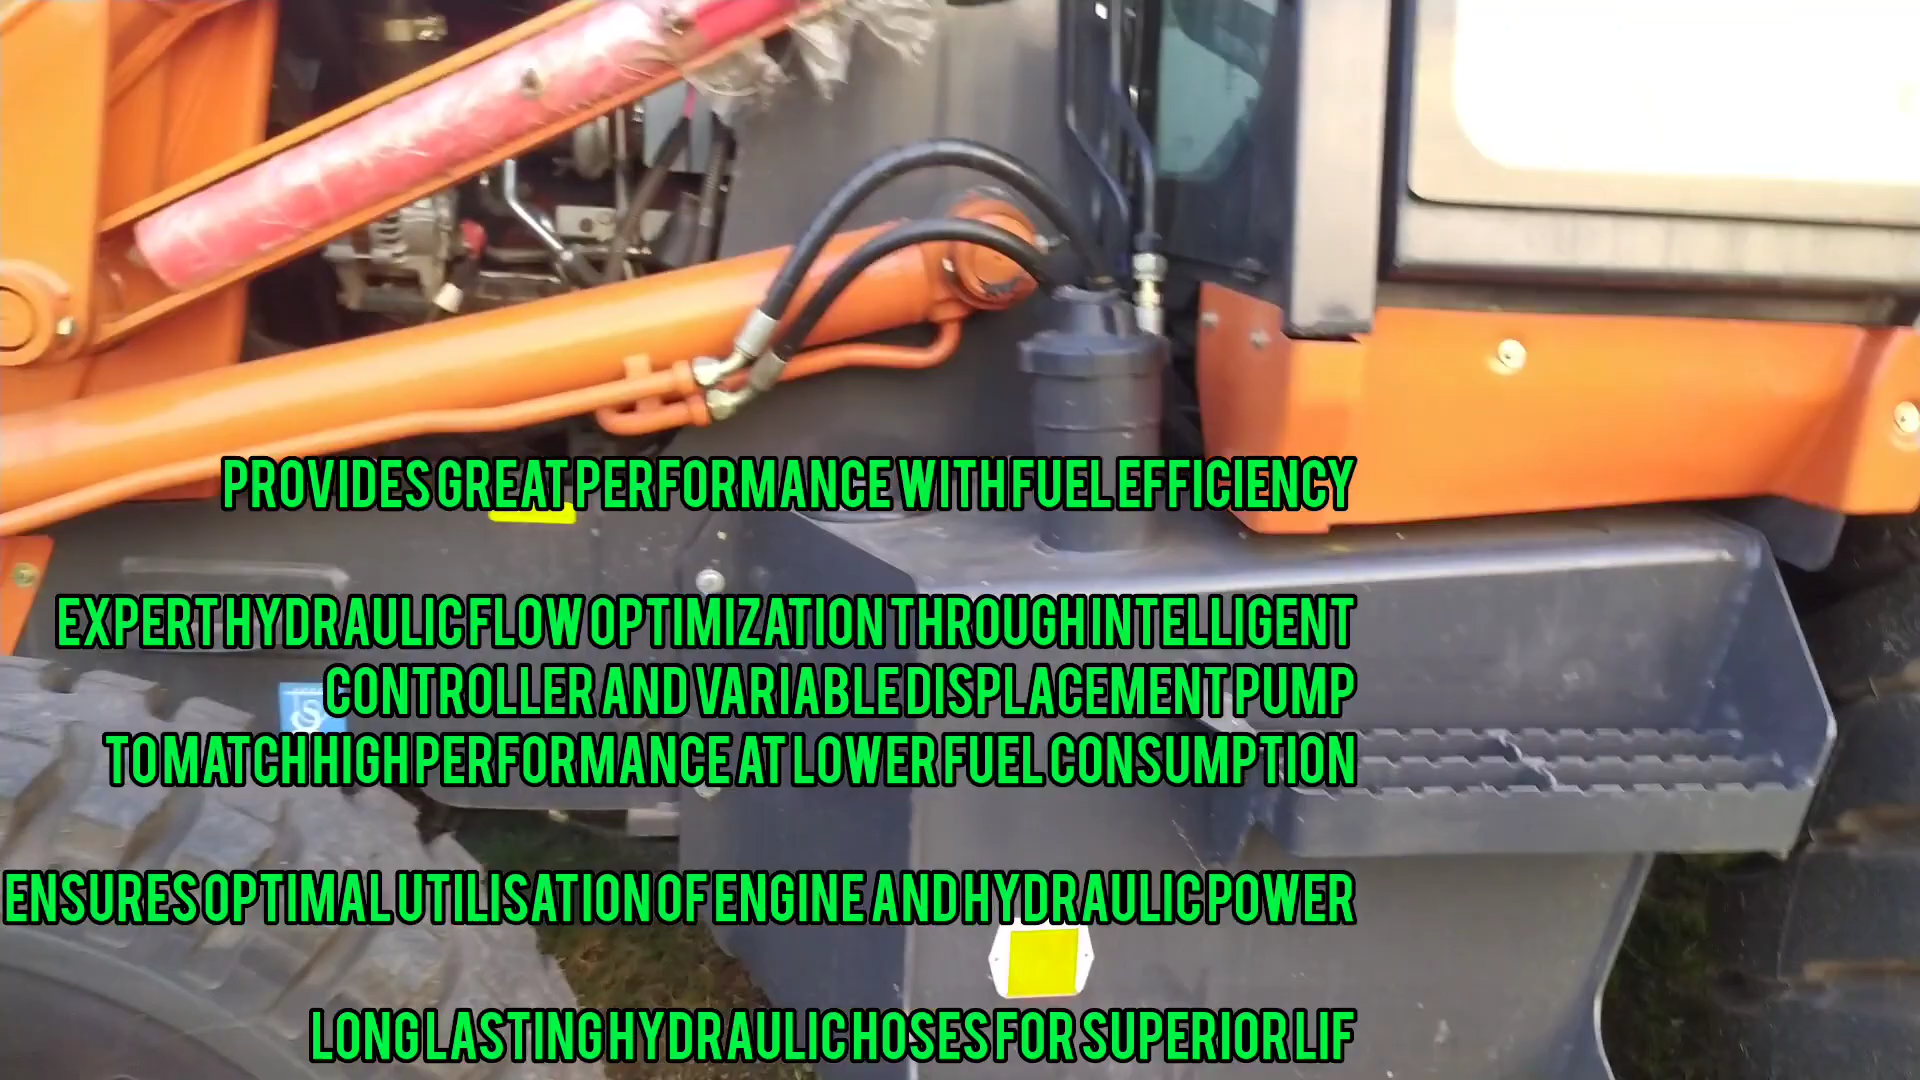 PROVIDES GREAT PERFORMANCE WITH FUEL EFFICIENCY
EXPERT HYDRAULIC FLOW OPTIMIZATION THROUGH INTELLIGENT
CONTROLLER AND VARIABLE DISPLACEMENT PUMP
TO MATCH HIGH PERFORMANCE AT LOWER FUEL CONSUMPTION
ENSURES OPTIMAL UTILISATION OF ENGINE AND HYDRAULIC POWER
LONG LASTING HYDRAULIC HOSES FOR SUPERIOR LIF